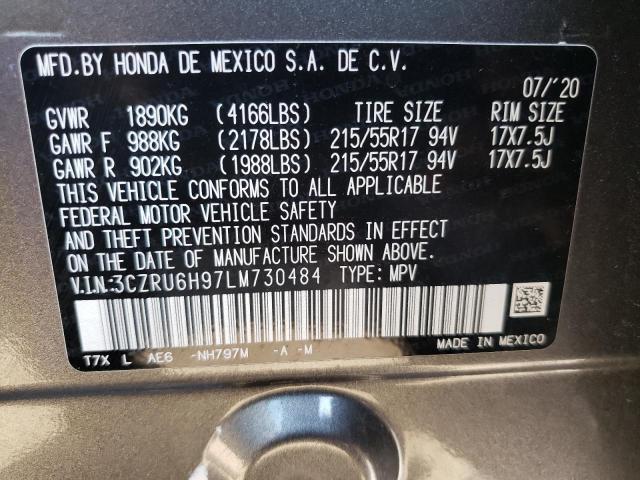 MFD.BY HONDA DE MEXICO S.A. DE C.V.
07/'20
GVWR 1890KG (4166LBS) TIRE SIZE RIM SIZE
GAWR F 988KG (2178LBS) 215/55R17 94V 17X7.5J
GAWR R 902KG (1988LBS) 215/55R17 94V 17X7.5J
THIS VEHICLE CONFORMS TO ALL APPLICABLE
FEDERAL MOTOR VEHICLE SAFETY
AND THEFT PREVENTION STANDARDS IN EFFECT
ON THE DATE OF MANUFACTURE SHOWN ABOVE.
V.I.N:3CZRU6H97LM730484 TYPE: MPV
T7X L AE6 -NH797M -A -M
MADE IN MEXICO